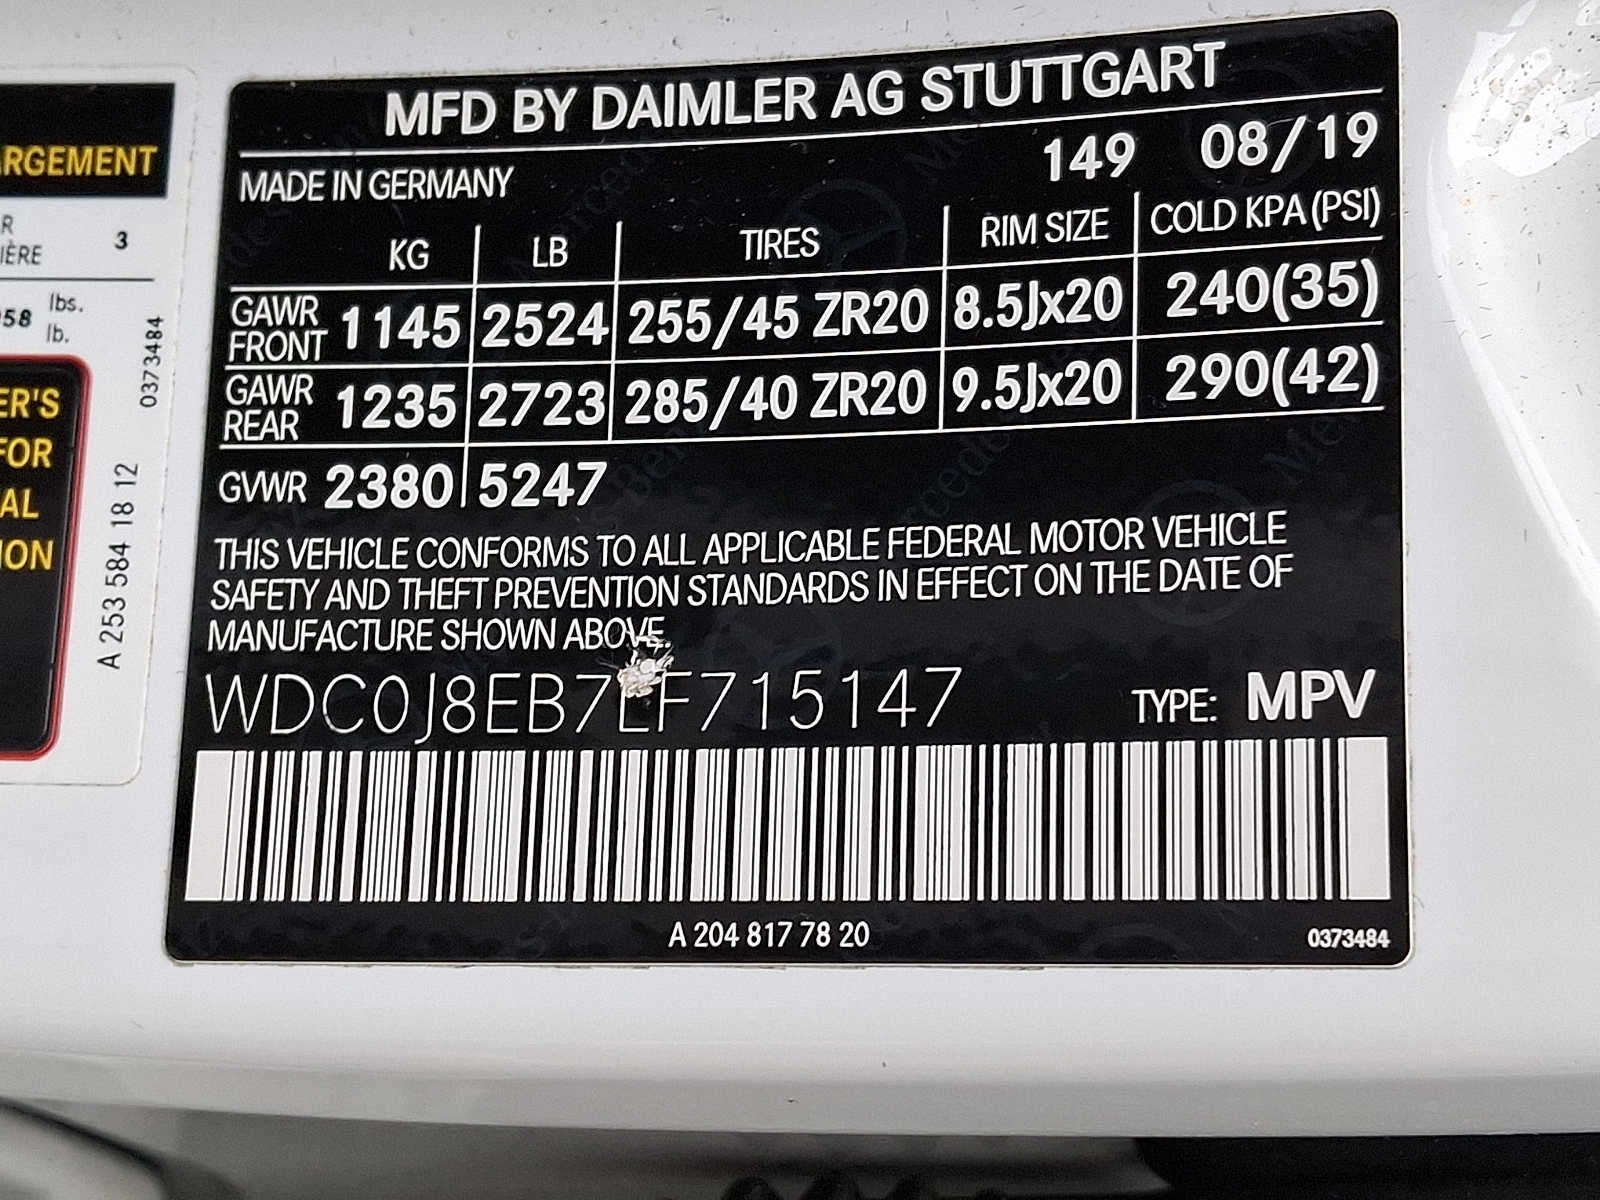 ARGEMENT
R
IÈRE 3
958 lbs.
lb.
ER'S
FOR
AL
ION
0373484
A 253 584 18 12
MFD BY DAIMLER AG STUTTGART
MADE IN GERMANY 149 08/19
KG LB TIRES RIM SIZE COLD KPA (PSI)
GAWR FRONT 1145 2524 255/45 ZR20 8.5Jx20 240(35)
GAWR REAR 1235 2723 285/40 ZR20 9.5Jx20 290(42)
GVWR 2380 5247
THIS VEHICLE CONFORMS TO ALL APPLICABLE FEDERAL MOTOR VEHICLE
SAFETY AND THEFT PREVENTION STANDARDS IN EFFECT ON THE DATE OF
MANUFACTURE SHOWN ABOVE.
WDC0J8EB7LF715147 TYPE: MPV
A 204 817 78 20 0373484